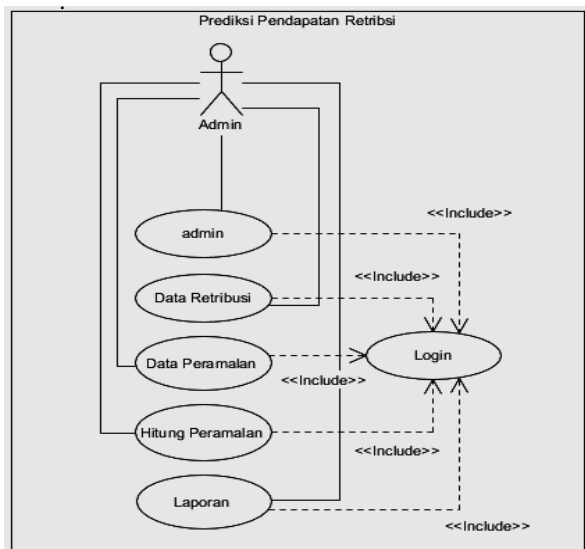 Prediksi Pendapatan Retribsi
Admin
<<Include>>
admin
<<Include>>
Data Retribusi
Login
Data Peramalan
<<Include>>
Hitung Peramalan
<<Include>>
Laporan
<<Include>>